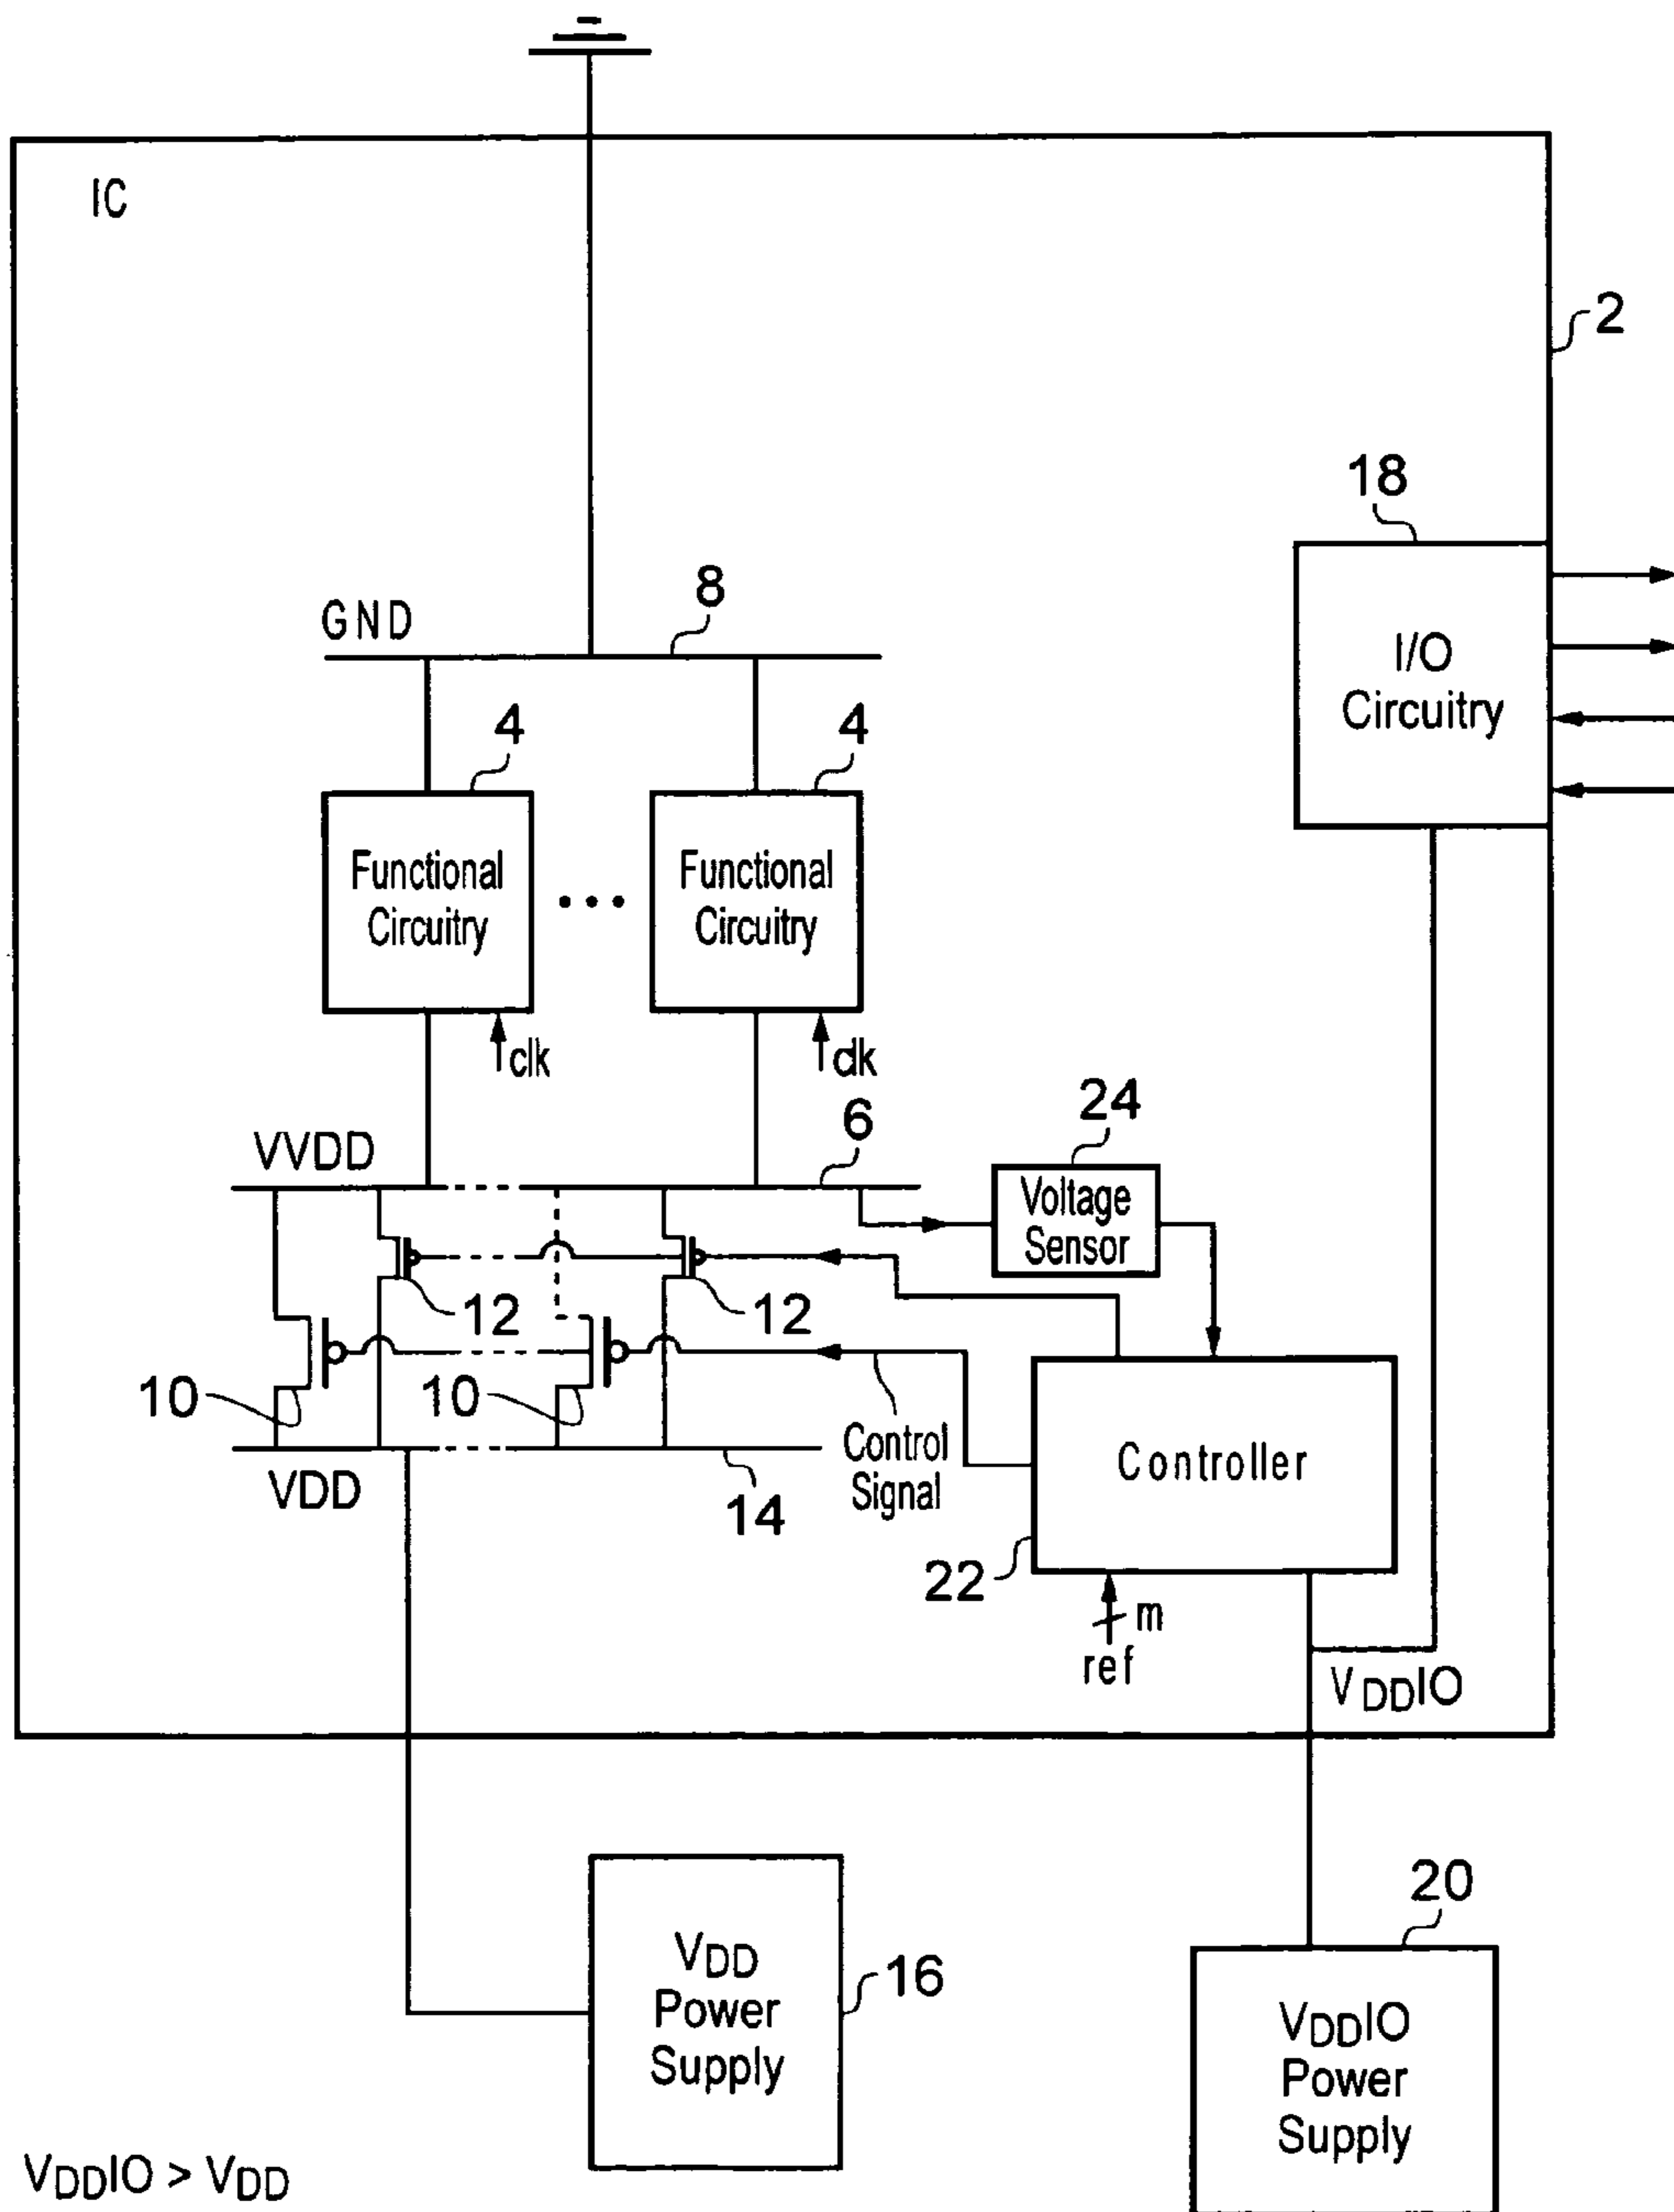 IC
2
18
GND
8
I/O
Circuitry
4
4
Functional
Circuitry
Functional
Circuitry
clk
clk
24
6
VVDD
Voltage
Sensor
12
12
10
10
Control
Signal
Controller
VDD
14
22
m
ref
VDDIO
20
VDD
Power
Supply
16
VDDIO
Power
Supply
VDDIO > VDD